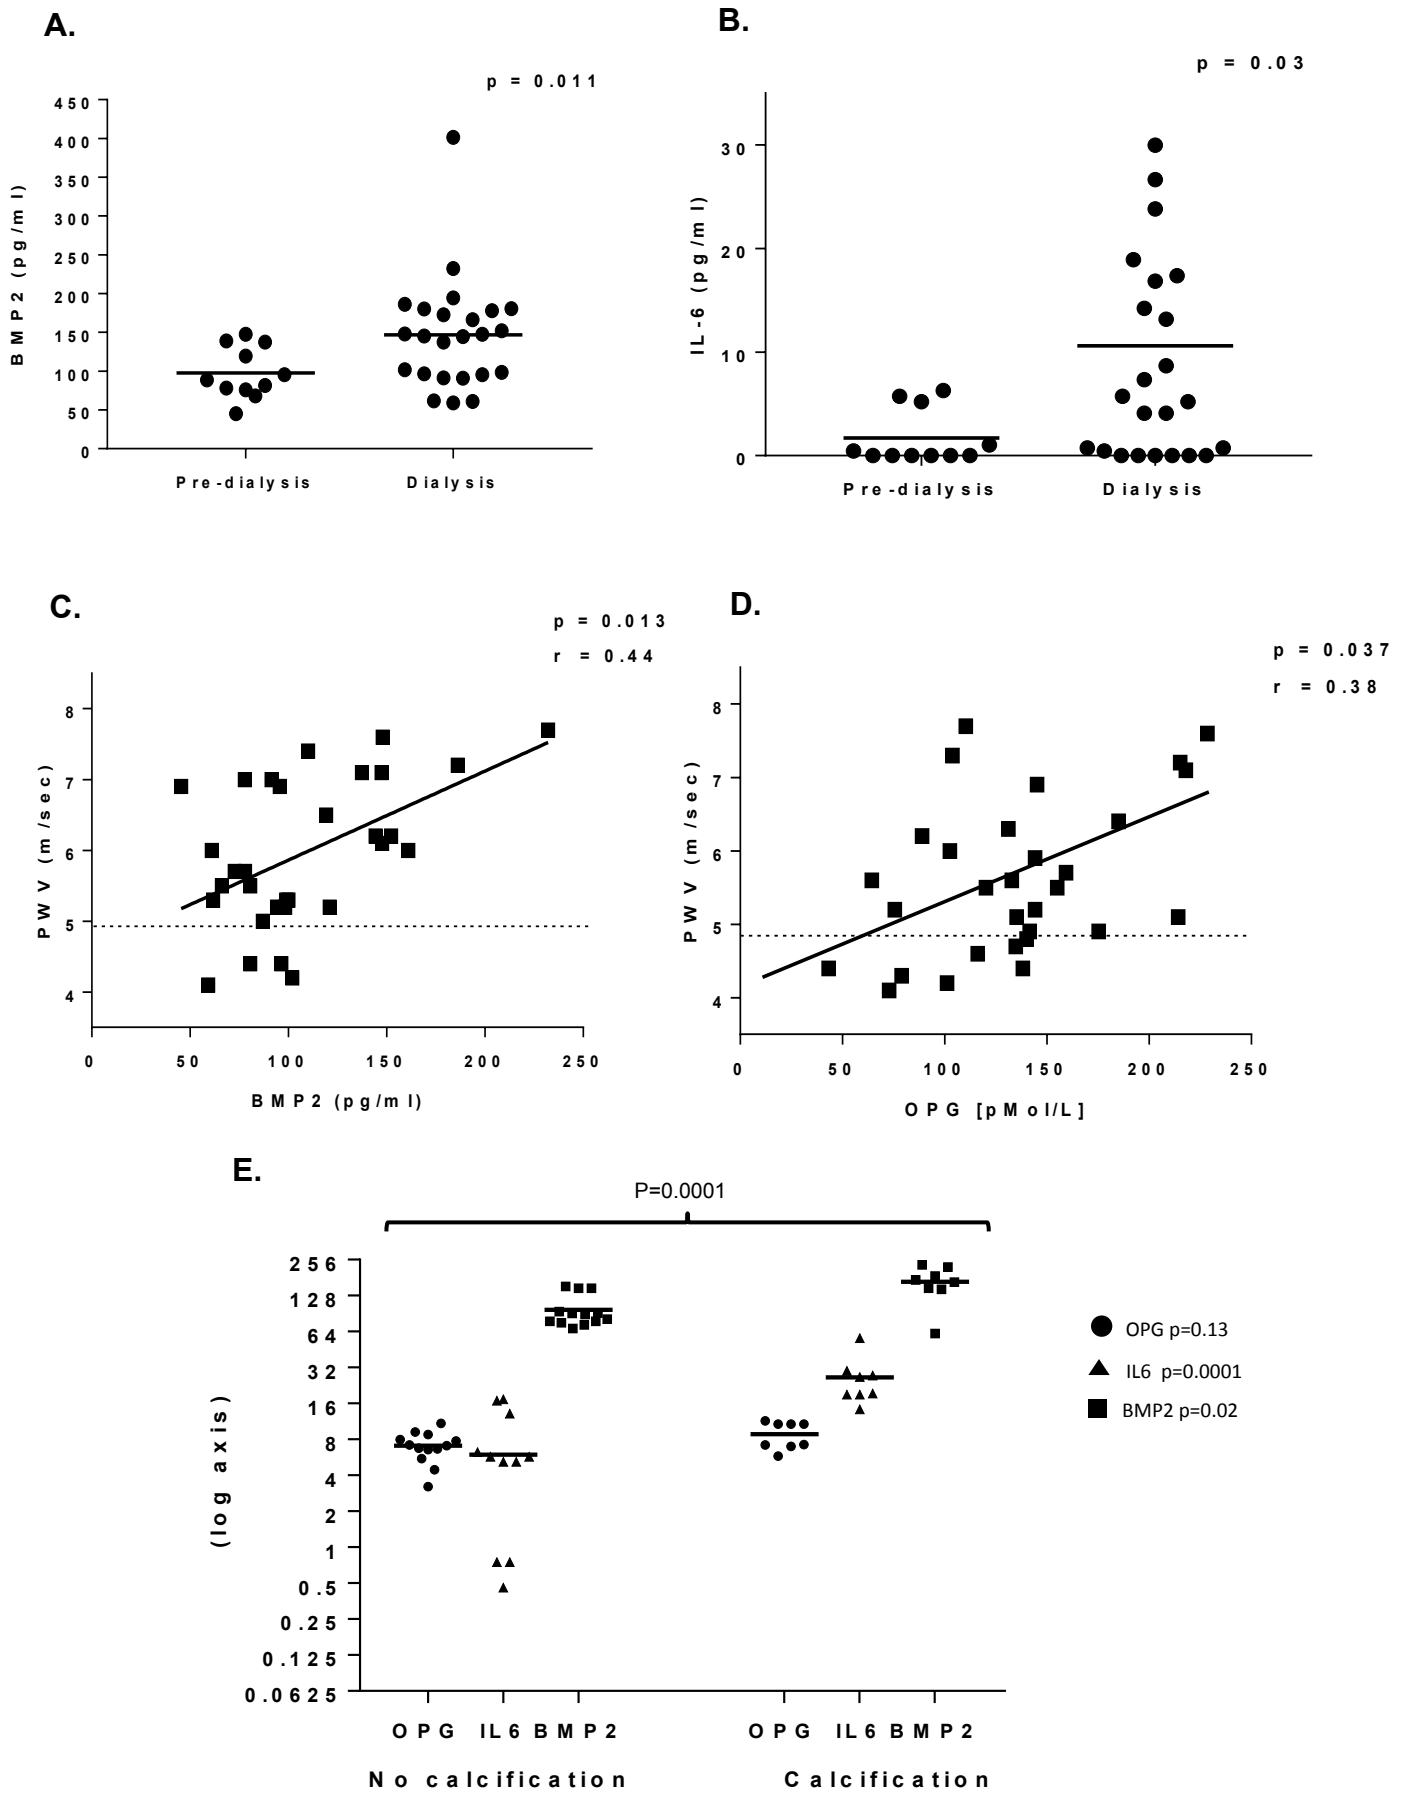 A.
p = 0.011
450
400
350
300
250
200
150
100
50
0
BMP2 (pg/ml)
Pre-dialysis Dialysis
B.
p = 0.03
30
20
10
0
IL-6 (pg/ml)
Pre-dialysis Dialysis
C.
p = 0.013
r = 0.44
8
7
6
5
4
PWV (m/sec)
0 50 100 150 200 250
BMP2 (pg/ml)
D.
p = 0.037
r = 0.38
8
7
6
5
4
PWV (m/sec)
0 50 100 150 200 250
OPG [pMol/L]
E.
P=0.0001
256
128
64
32
16
8
4
2
1
0.5
0.25
0.125
0.0625
(log axis)
OPG IL6 BMP2 OPG IL6 BMP2
No calcification Calcification
OPG p=0.13
IL6 p=0.0001
BMP2 p=0.02